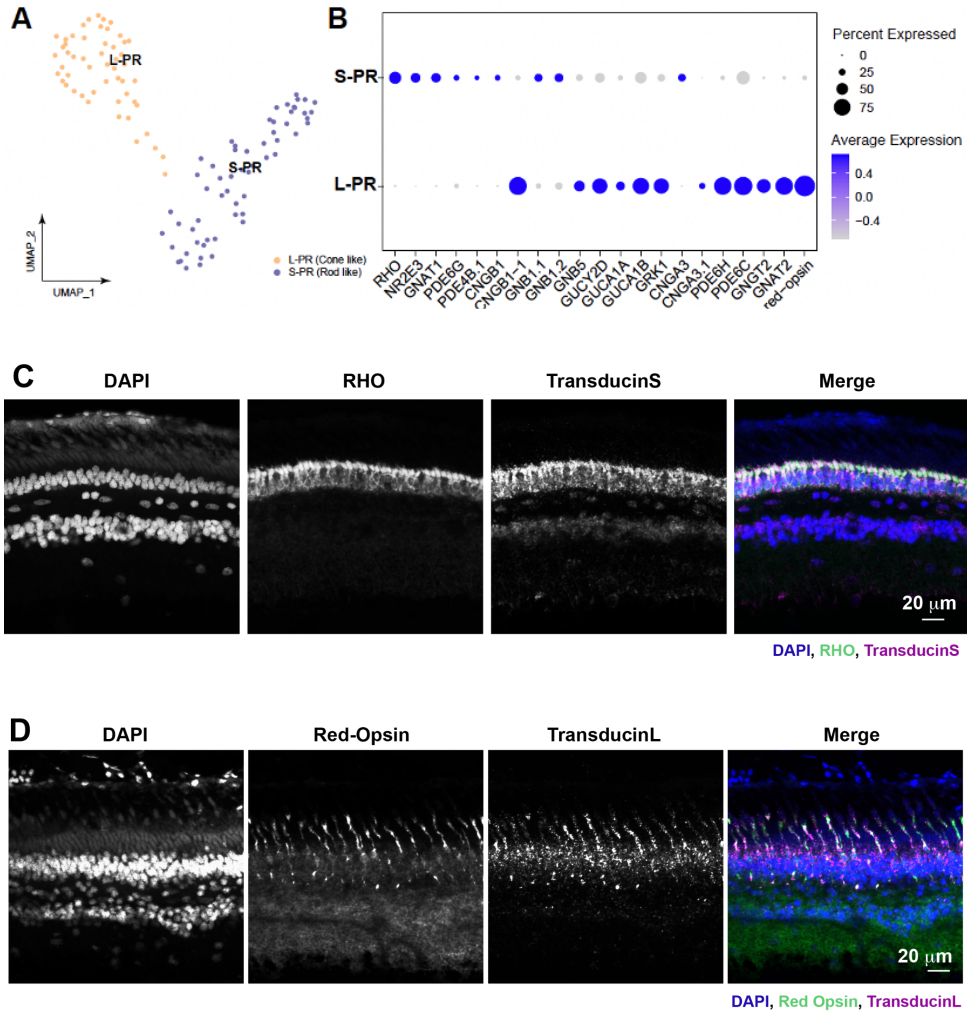 A
L-PR
S-PR
UMAP_2
UMAP_1
L-PR (Cone like)
S-PR (Rod like)
B
S-PR
L-PR
RHO
NR2E3
GNAT1
PDE6G
PDE4B.1
CNGB1
CNGB1-1
GNB1.1
GNB1.2
GNB5
GUCY2D
GUCA1A
GUCA1B
GRK1
CNGA3
CNGA3.1
PDE6H
PDE6C
GNGT2
GNAT2
red-opsin
Percent Expressed
0
25
50
75
Average Expression
0.4
0.0
−0.4
C
DAPI
RHO
TransducinS
Merge
20 μm
DAPI, RHO, TransducinS
D
DAPI
Red-Opsin
TransducinL
Merge
20 μm
DAPI, Red Opsin, TransducinL